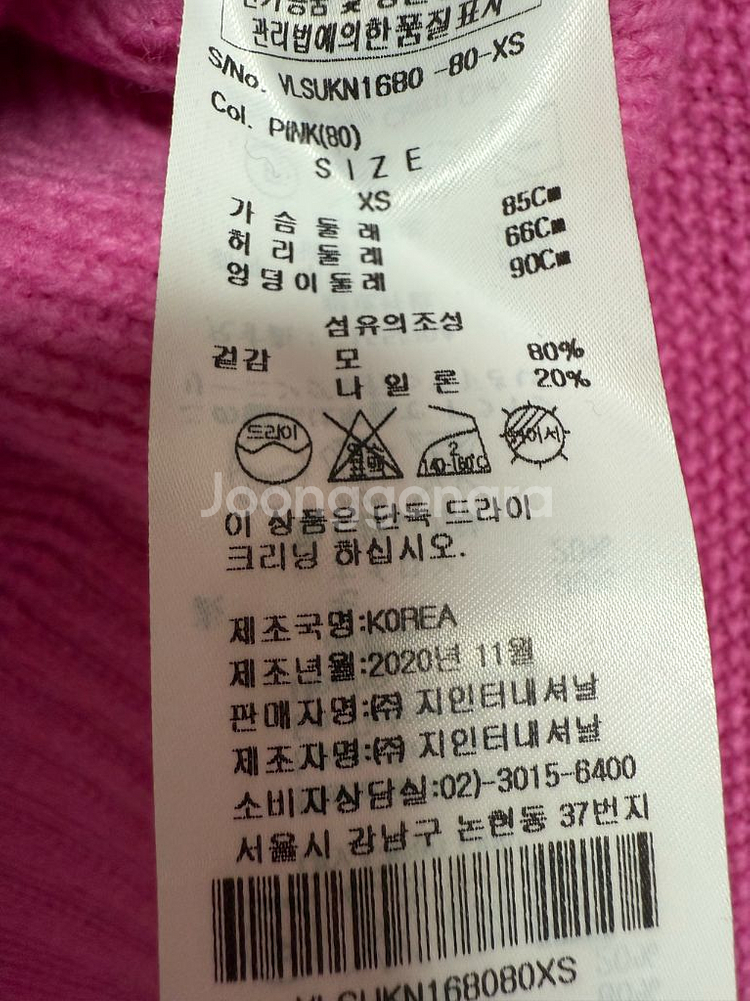 관리법에의한 품질표시
S/No. VLSUKN1680 -80-XS
Col. PINK(80)
SIZE
XS
가슴둘레 85Cm
허리둘레 66Cm
엉덩이둘레 90Cm
섬유의조성
겉감 모 80%
나일론 20%
드라이
2
140-160℃
Joonggonara
이 상품은 단독 드라이
크리닝 하십시오.
제조국명:KOREA
제조년월:2020년 11월
판매자명:(주) 지인터내셔날
제조자명:(주) 지인터내셔날
소비자상담실:02)-3015-6400
서울시 강남구 논현동 37번지
VLSUKN168080XS